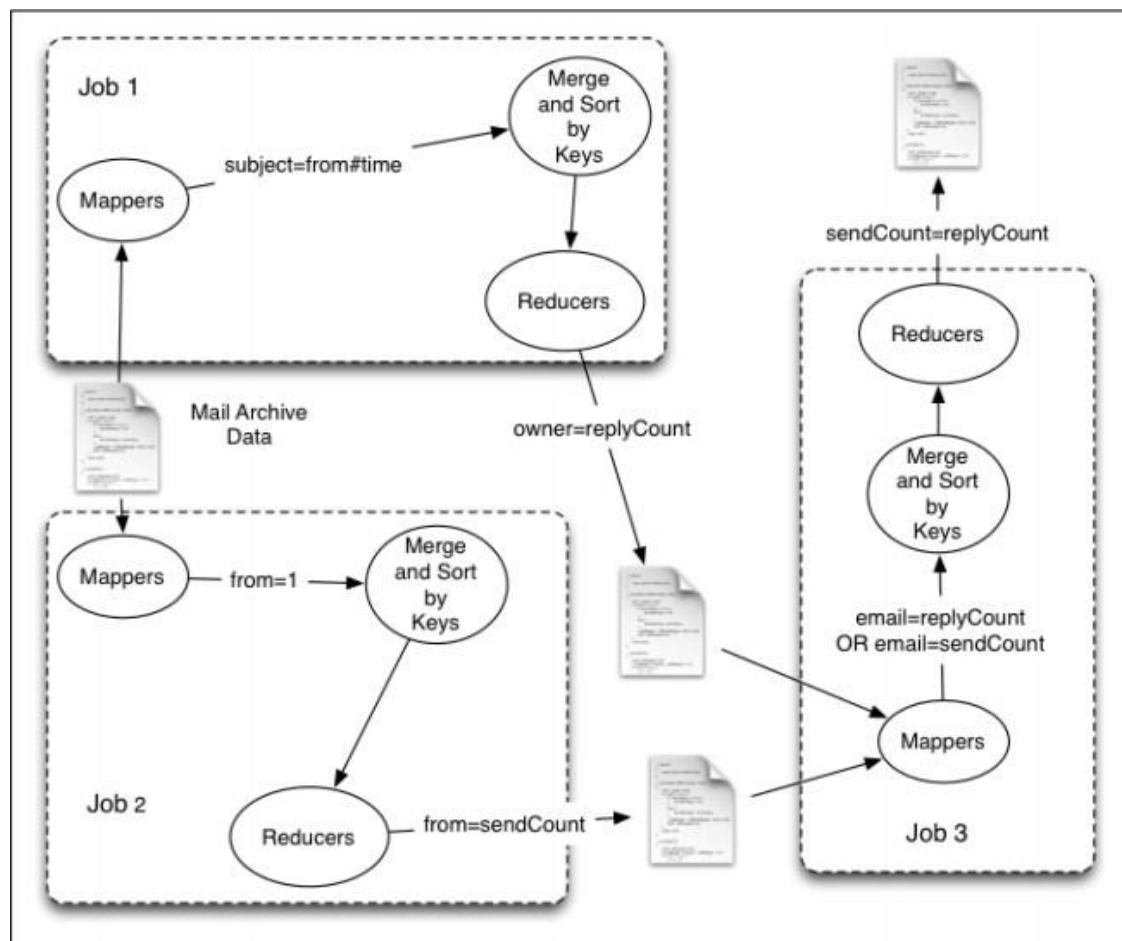 Job 1
Merge
and Sort
by
Keys
subject=from#time
Mappers
Reducers
Mail Archive
Data
owner=replyCount
Mappers
from=1
Merge
and Sort
by
Keys
Job 2
Reducers
from=sendCount
sendCount=replyCount
Reducers
Merge
and Sort
by
Keys
email=replyCount
OR email=sendCount
Mappers
Job 3